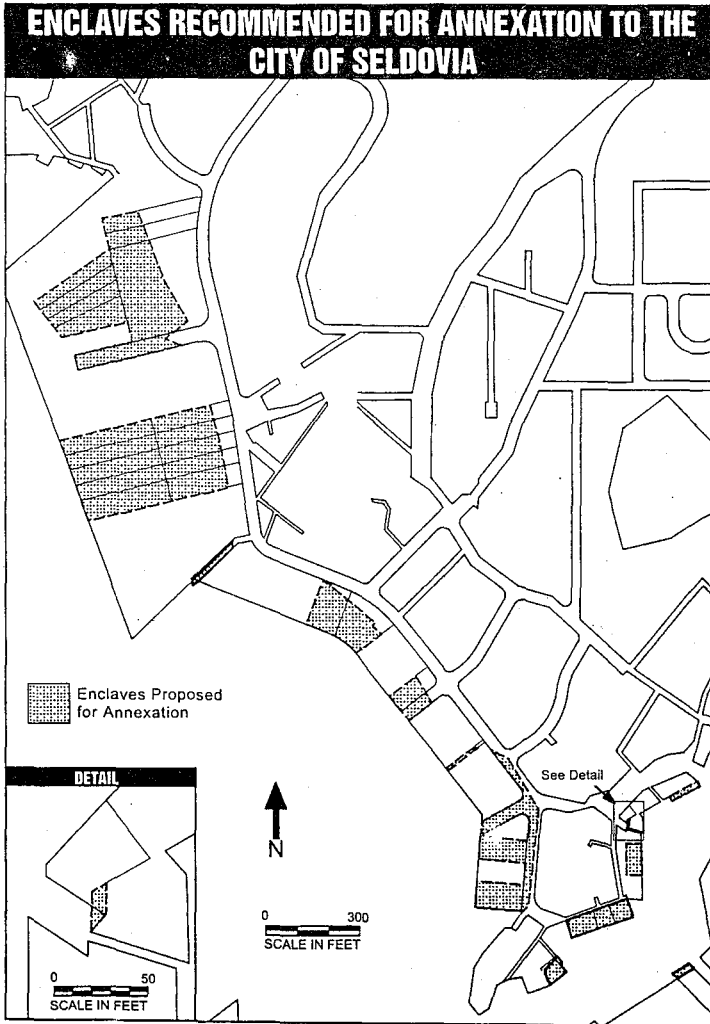 ENCLAVES RECOMMENDED FOR ANNEXATION TO THE
CITY OF SELDOVIA
Enclaves Proposed
for Annexation
See Detail
DETAIL
N
0 300
SCALE IN FEET
0 50
SCALE IN FEET